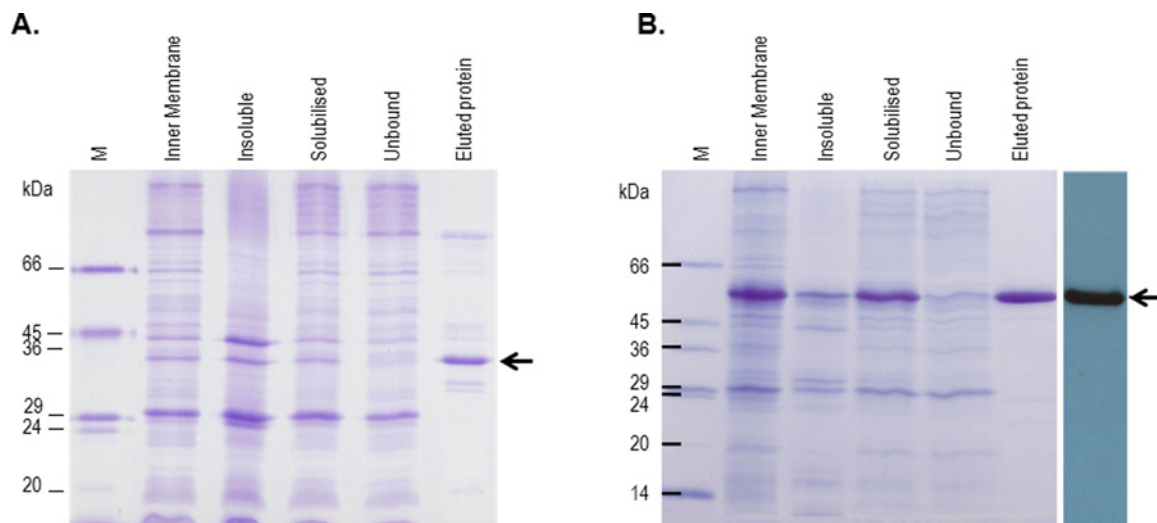 A.
M
Inner Membrane
Insoluble
Solubilised
Unbound
Eluted protein
kDa
66
45
36
29
24
20
B.
M
Inner Membrane
Insoluble
Solubilised
Unbound
Eluted protein
kDa
66
45
36
29
24
20
14